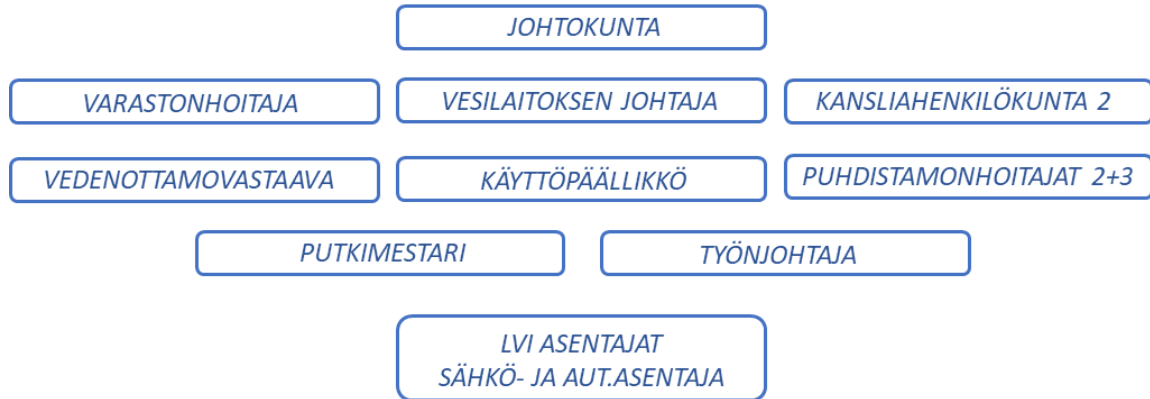 JOHTOKUNTA
VARASTONHOITAJA
VESILAITOKSEN JOHTAJA
KANSLIAHENKILÖKUNTA 2
VEDENOTTAMOVASTAAVA
KÄYTTÖPÄÄLLIKKÖ
PUHDISTAMONHOITAJAT 2+3
PUTKIMESTARI
TYÖNJOHTAJA
LVI ASENTAJAT
SÄHKÖ- JA AUT.ASENTAJA